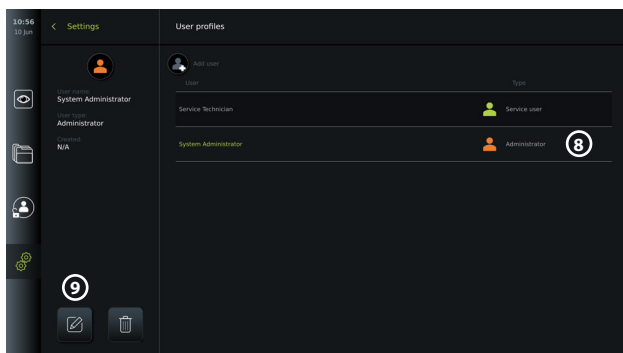 10:56
10 Jun
Settings
User profiles
User name:
System Administrator
User type:
Administrator
Created:
N/A
Add user
User
Type
Service Technician
Service user
System Administrator
Administrator
8
9